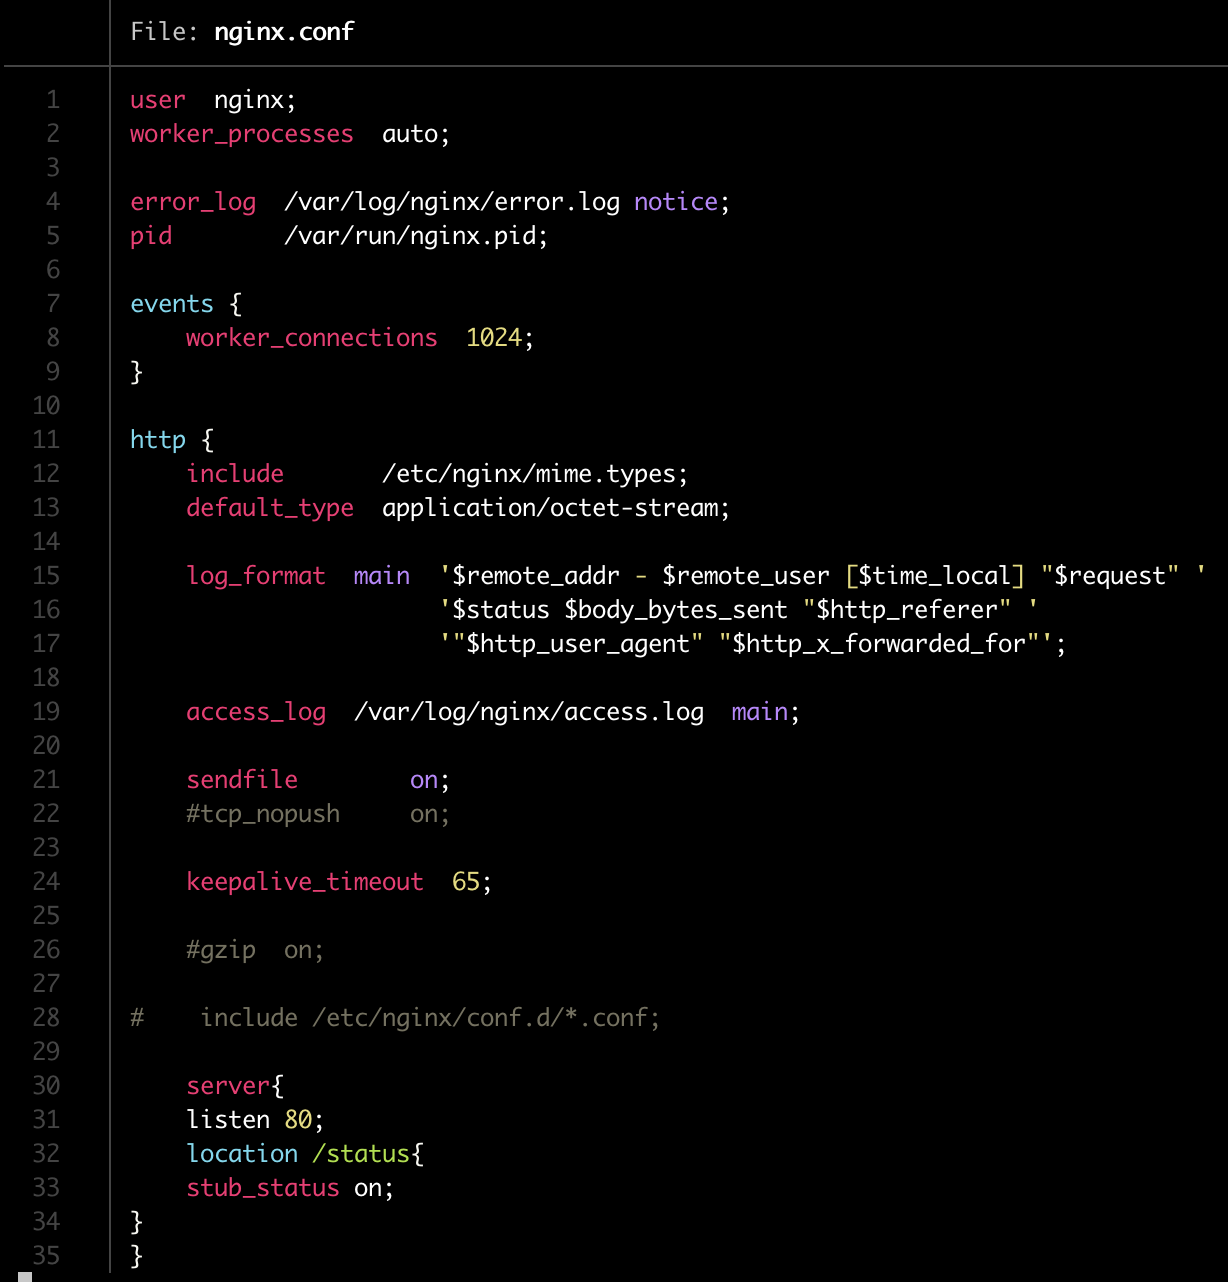 File: nginx.conf
1 user  nginx;
2 worker_processes  auto;
3
4 error_log  /var/log/nginx/error.log notice;
5 pid        /var/run/nginx.pid;
6
7 events {
8     worker_connections  1024;
9 }
10
11 http {
12     include       /etc/nginx/mime.types;
13     default_type  application/octet-stream;
14
15     log_format  main  '$remote_addr - $remote_user [$time_local] "$request" '
16                       '$status $body_bytes_sent "$http_referer" '
17                       '"$http_user_agent" "$http_x_forwarded_for"';
18
19     access_log  /var/log/nginx/access.log  main;
20
21     sendfile        on;
22     #tcp_nopush     on;
23
24     keepalive_timeout  65;
25
26     #gzip  on;
27
28 #    include /etc/nginx/conf.d/*.conf;
29
30     server{
31     listen 80;
32     location /status{
33     stub_status on;
34 }
35 }